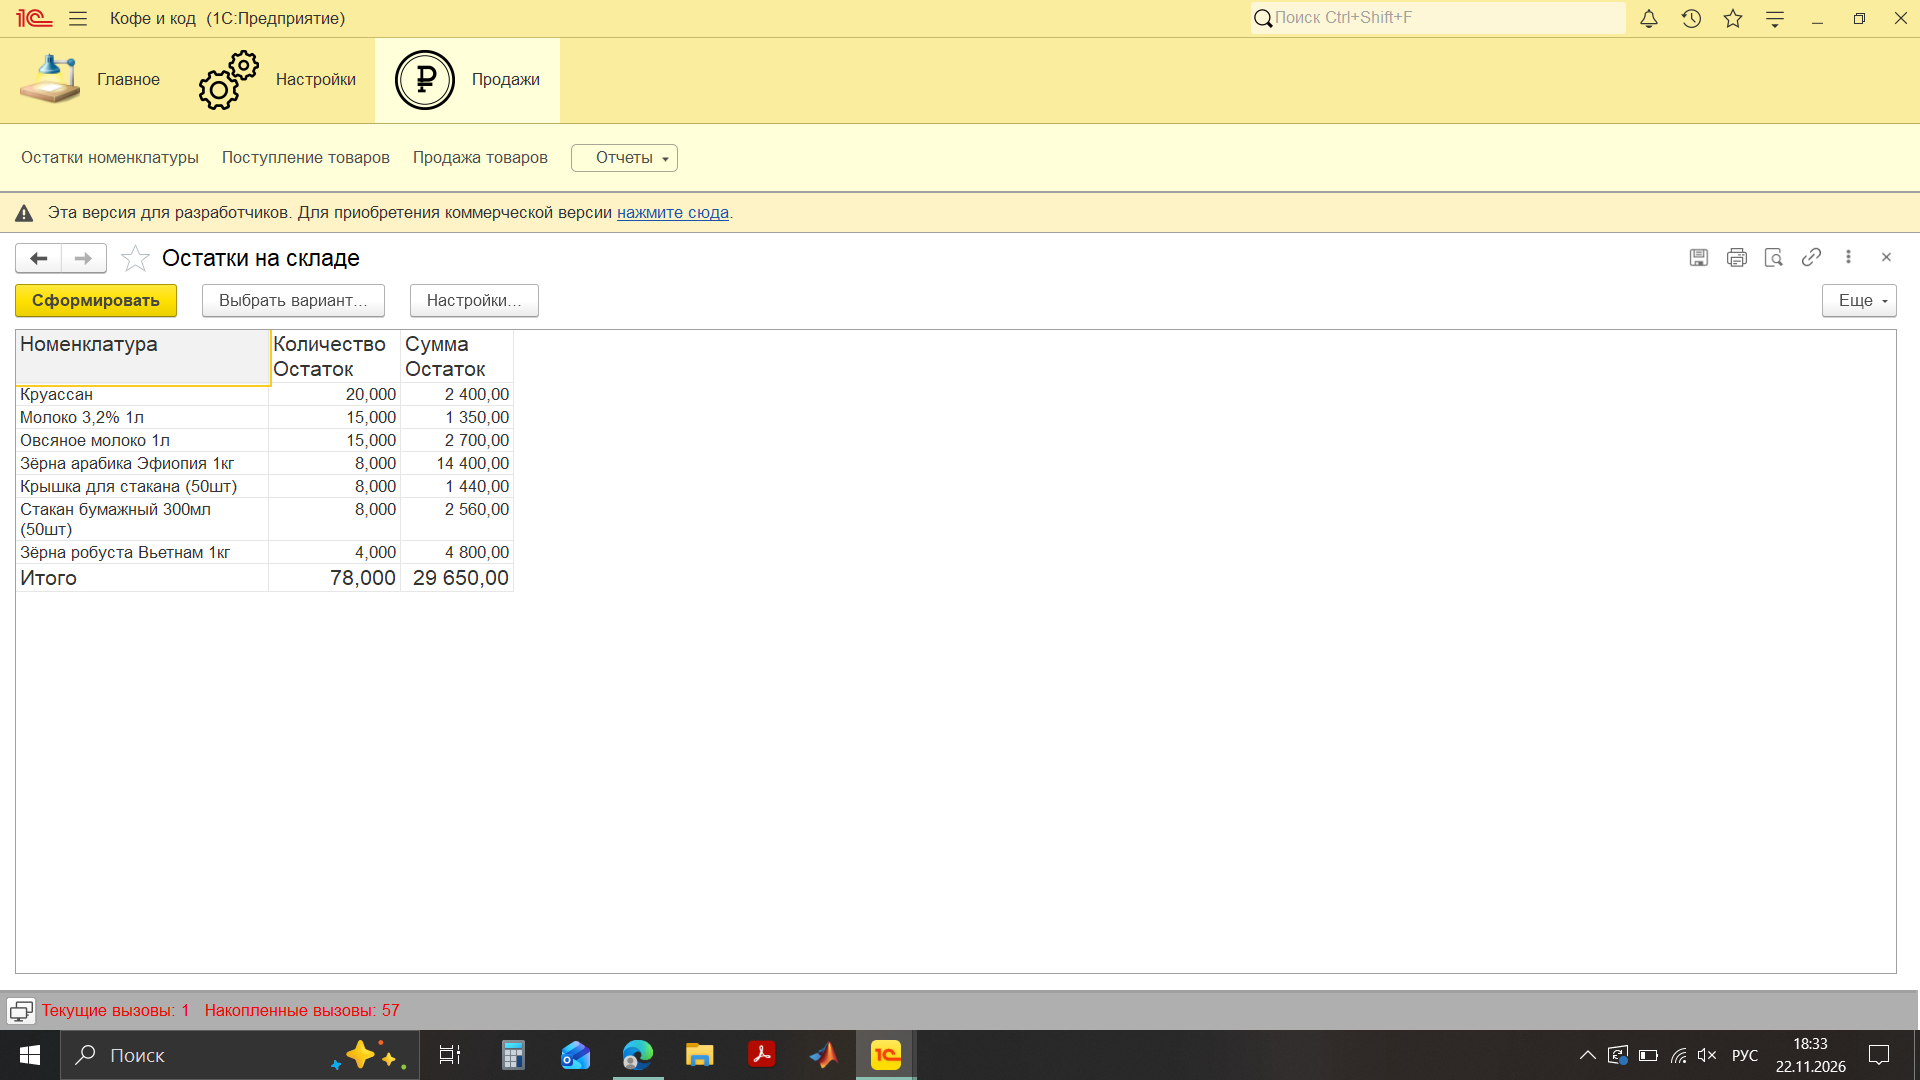 1С Кофе и код (1С:Предприятие) Поиск Ctrl+Shift+F
Главное Настройки Продажи
Остатки номенклатуры Поступление товаров Продажа товаров Отчеты
Эта версия для разработчиков. Для приобретения коммерческой версии нажмите сюда.
Остатки на складе
Сформировать Выбрать вариант... Настройки... Еще
Номенклатура Количество Сумма
Остаток Остаток
Круассан 20,000 2 400,00
Молоко 3,2% 1л 15,000 1 350,00
Овсяное молоко 1л 15,000 2 700,00
Зёрна арабика Эфиопия 1кг 8,000 14 400,00
Крышка для стакана (50шт) 8,000 1 440,00
Стакан бумажный 300мл 8,000 2 560,00
(50шт)
Зёрна робуста Вьетнам 1кг 4,000 4 800,00
Итого 78,000 29 650,00
Текущие вызовы: 1 Накопленные вызовы: 57
Поиск 1С РУС 18:33
22.11.2026